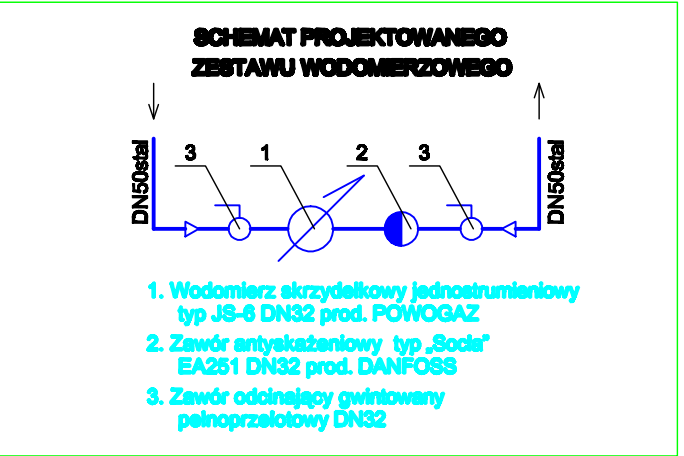 SCHEMAT PROJEKTOWANEGO
ZESTAWU WODOMIERZOWEGO
DN50stal
3
1
2
3
DN50stal
1. Wodomierz skrzydełkowy jednostrumieniowy
typ JS-6 DN32 prod. POWOGAZ
2. Zawór antyskażeniowy typ „Socla”
EA251 DN32 prod. DANFOSS
3. Zawór odcinający gwintowany
pełnoprzelotowy DN32